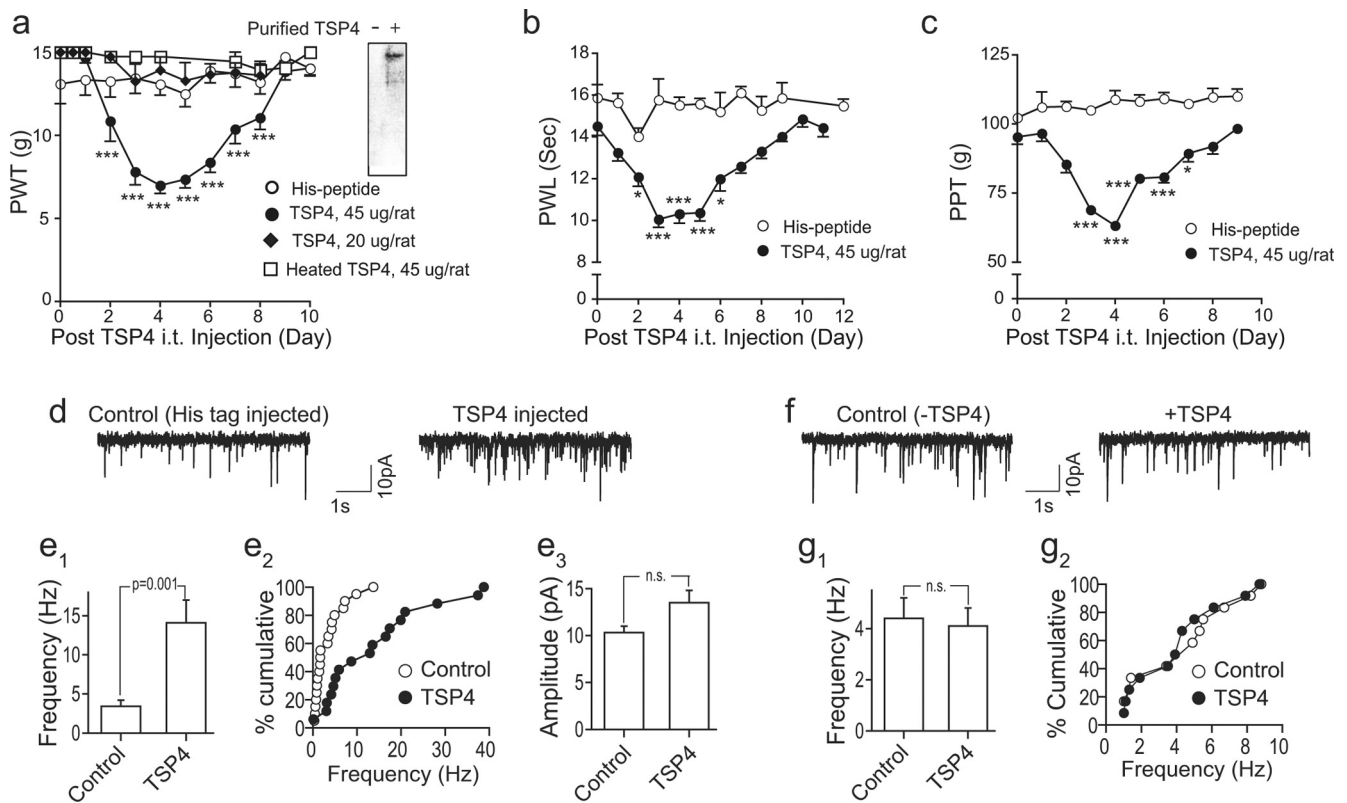 a
Purified TSP4 - +
PWT (g)
15
10
5
0
***
***
***
***
***
***
***
His-peptide
TSP4, 45 ug/rat
TSP4, 20 ug/rat
Heated TSP4, 45 ug/rat
0 2 4 6 8 10
Post TSP4 i.t. Injection (Day)
b
PWL (Sec)
18
16
14
12
10
8
0
*
***
***
***
*
His-peptide
TSP4, 45 ug/rat
0 2 4 6 8 10 12
Post TSP4 i.t. Injection (Day)
c
PPT (g)
125
100
75
50
0
***
***
***
***
*
His-peptide
TSP4, 45 ug/rat
0 2 4 6 8 10
Post TSP4 i.t. Injection (Day)
d
Control (His tag injected)
TSP4 injected
10pA
1s
f
Control (-TSP4)
+TSP4
10pA
1s
e1
Frequency (Hz)
15
10
5
0
p=0.001
Control
TSP4
e2
% cumulative
100
80
60
40
20
0
Control
TSP4
0 10 20 30 40
Frequency (Hz)
e3
Amplitude (pA)
15
10
5
0
n.s.
Control
TSP4
g1
Frequency (Hz)
4
2
0
n.s.
Control
TSP4
g2
% Cumulative
100
80
60
40
20
0
Control
TSP4
0 2 4 6 8 10
Frequency (Hz)